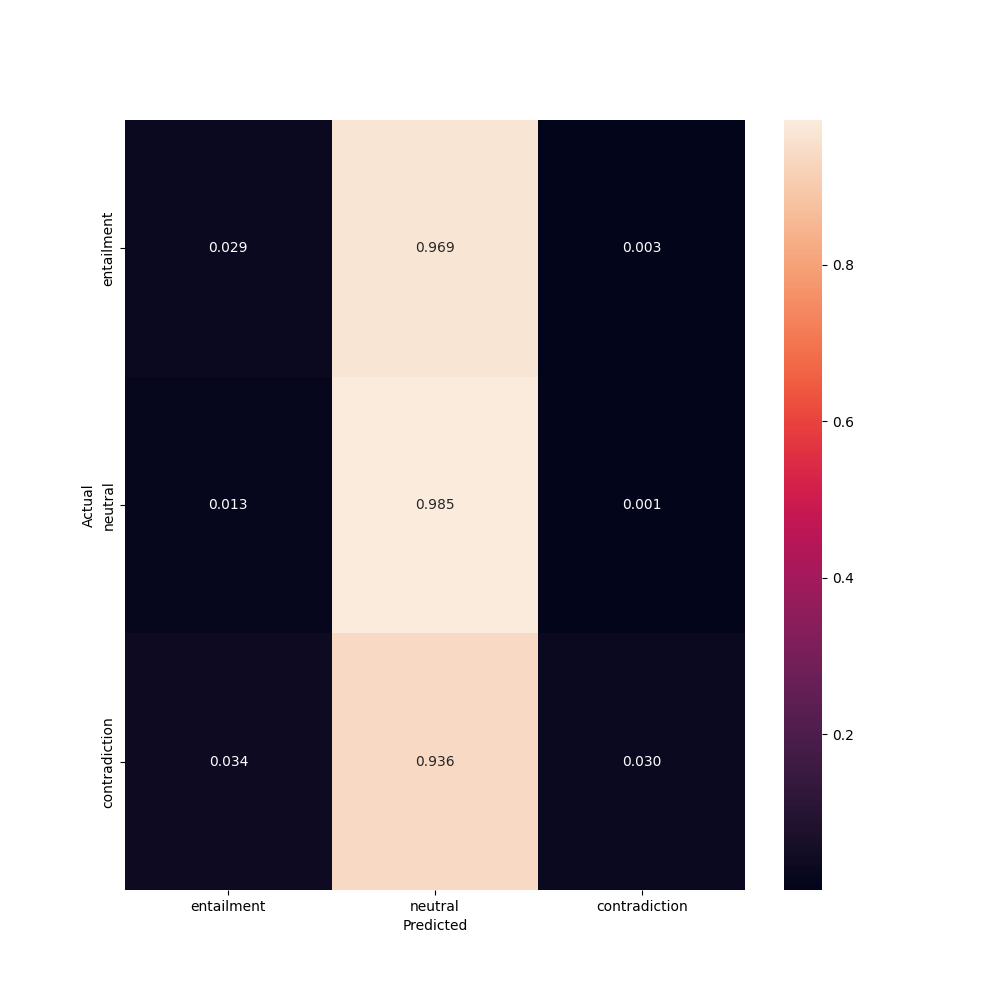 entailment
0.029 0.969 0.003
Actual
neutral
0.013 0.985 0.001
contradiction
0.034 0.936 0.030
entailment neutral contradiction
Predicted
0.8
0.6
0.4
0.2